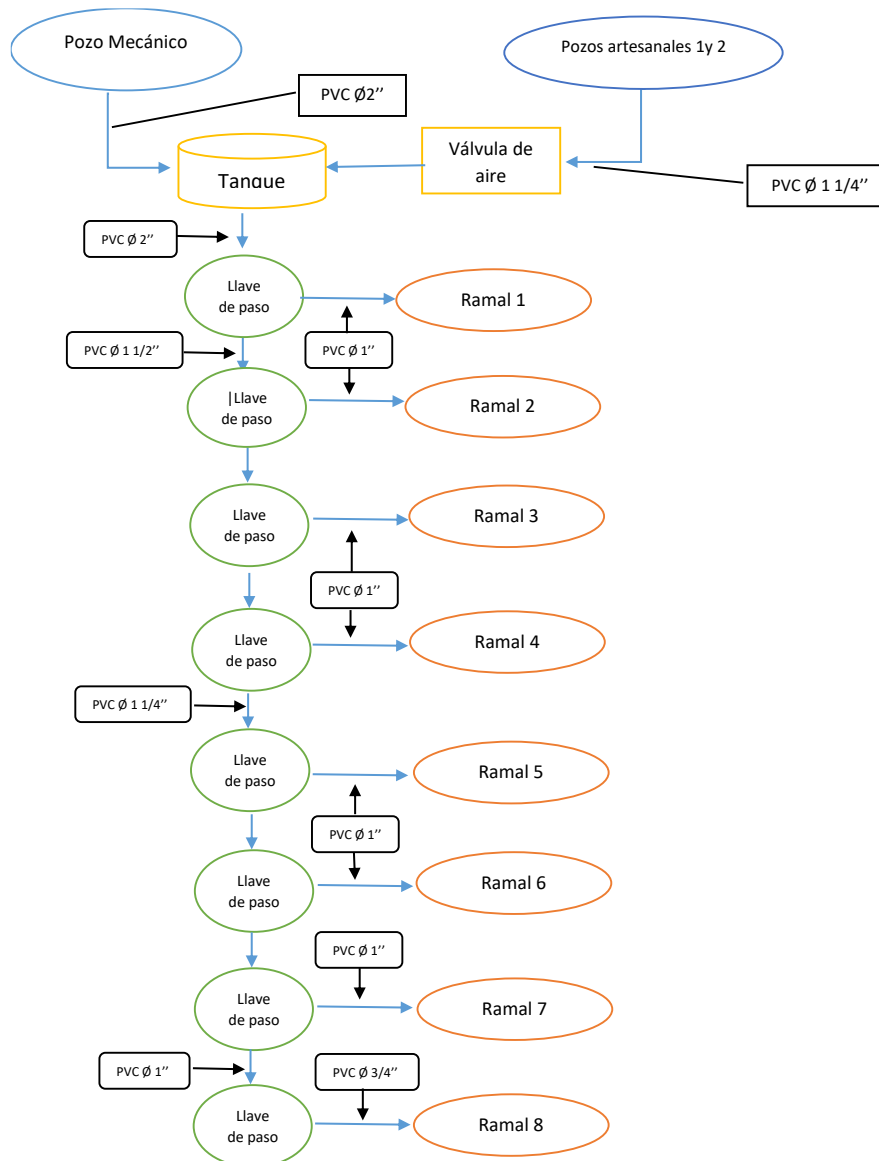 Pozo Mecánico
Pozos artesanales 1y 2
PVC Ø2’’
Tanque
Válvula de
aire
PVC Ø 1 1/4’’
PVC Ø 2’’
Llave
de paso
Ramal 1
PVC Ø 1 1/2’’
PVC Ø 1’’
|Llave
de paso
Ramal 2
Llave
de paso
Ramal 3
PVC Ø 1’’
Llave
de paso
Ramal 4
PVC Ø 1 1/4’’
Llave
de paso
Ramal 5
PVC Ø 1’’
Llave
de paso
Ramal 6
PVC Ø 1’’
Llave
de paso
Ramal 7
PVC Ø 1’’
PVC Ø 3/4’’
Llave
de paso
Ramal 8